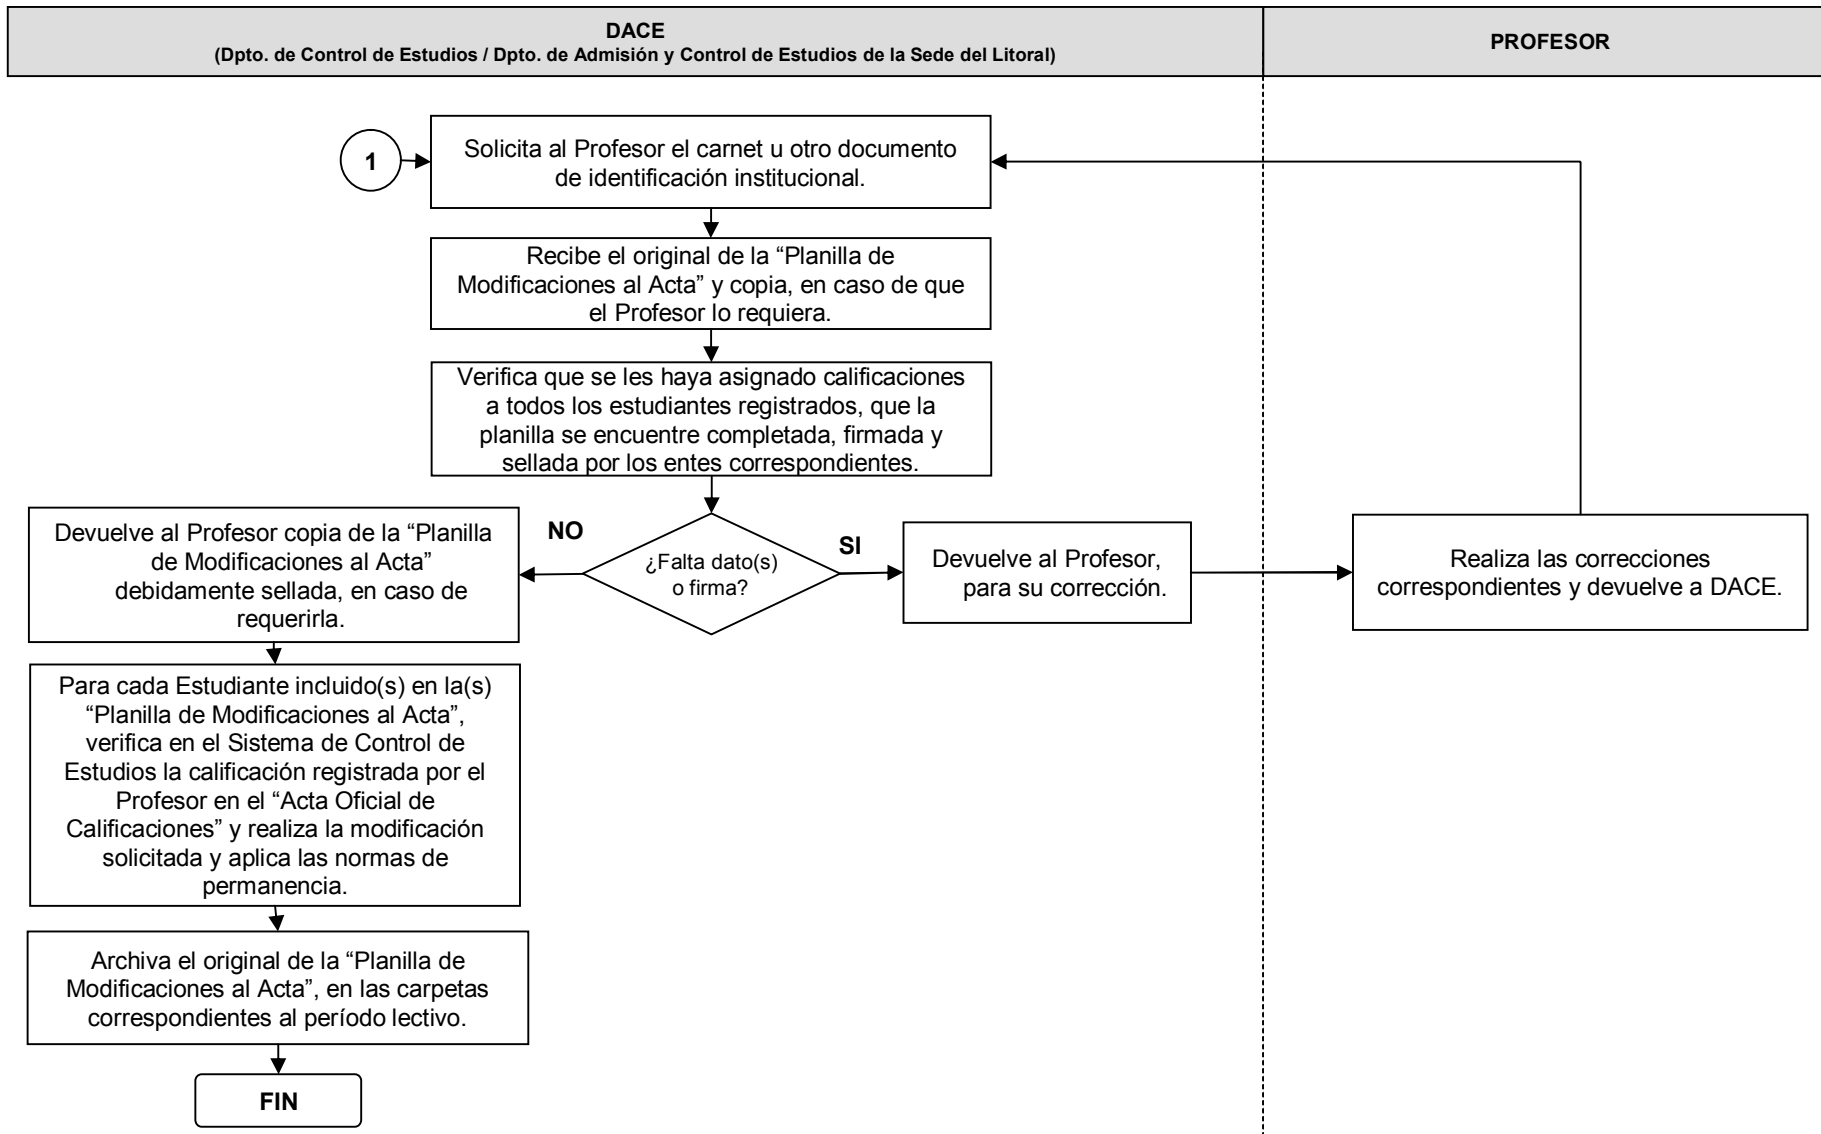 DACE
(Dpto. de Control de Estudios / Dpto. de Admisión y Control de Estudios de la Sede del Litoral)
PROFESOR
1
Solicita al Profesor el carnet u otro documento
de identificación institucional.
Recibe el original de la “Planilla de
Modificaciones al Acta” y copia, en caso de que
el Profesor lo requiera.
Verifica que se les haya asignado calificaciones
a todos los estudiantes registrados, que la
planilla se encuentre completada, firmada y
sellada por los entes correspondientes.
¿Falta dato(s)
o firma?
NO
SI
Devuelve al Profesor,
para su corrección.
Realiza las correcciones
correspondientes y devuelve a DACE.
Devuelve al Profesor copia de la “Planilla
de Modificaciones al Acta”
debidamente sellada, en caso de
requerirla.
Para cada Estudiante incluido(s) en la(s)
“Planilla de Modificaciones al Acta”,
verifica en el Sistema de Control de
Estudios la calificación registrada por el
Profesor en el “Acta Oficial de
Calificaciones” y realiza la modificación
solicitada y aplica las normas de
permanencia.
Archiva el original de la “Planilla de
Modificaciones al Acta”, en las carpetas
correspondientes al período lectivo.
FIN